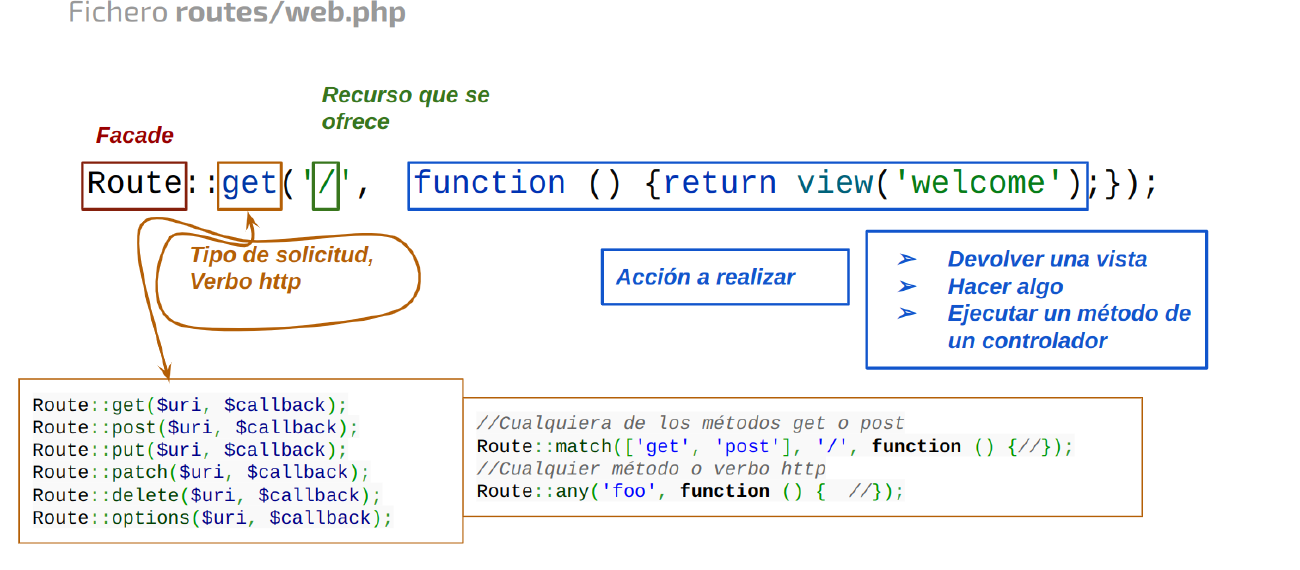 Fichero routes/web.php
Recurso que se
ofrece
Facade
Route::get('/', function () {return view('welcome');});
Tipo de solicitud,
Verbo http
Acción a realizar
➢ Devolver una vista
➢ Hacer algo
➢ Ejecutar un método de
un controlador
Route::get($uri, $callback);
Route::post($uri, $callback);
Route::put($uri, $callback);
Route::patch($uri, $callback);
Route::delete($uri, $callback);
Route::options($uri, $callback);
//Cualquiera de los métodos get o post
Route::match(['get', 'post'], '/', function () {//});
//Cualquier método o verbo http
Route::any('foo', function () {  //});